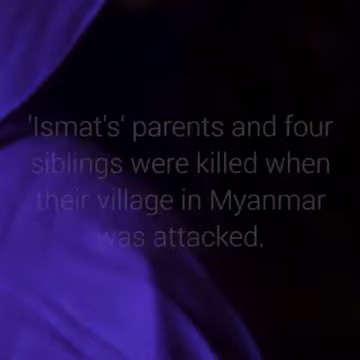 'Ismat's' parents and four
siblings were killed when
their village in Myanmar
was attacked.